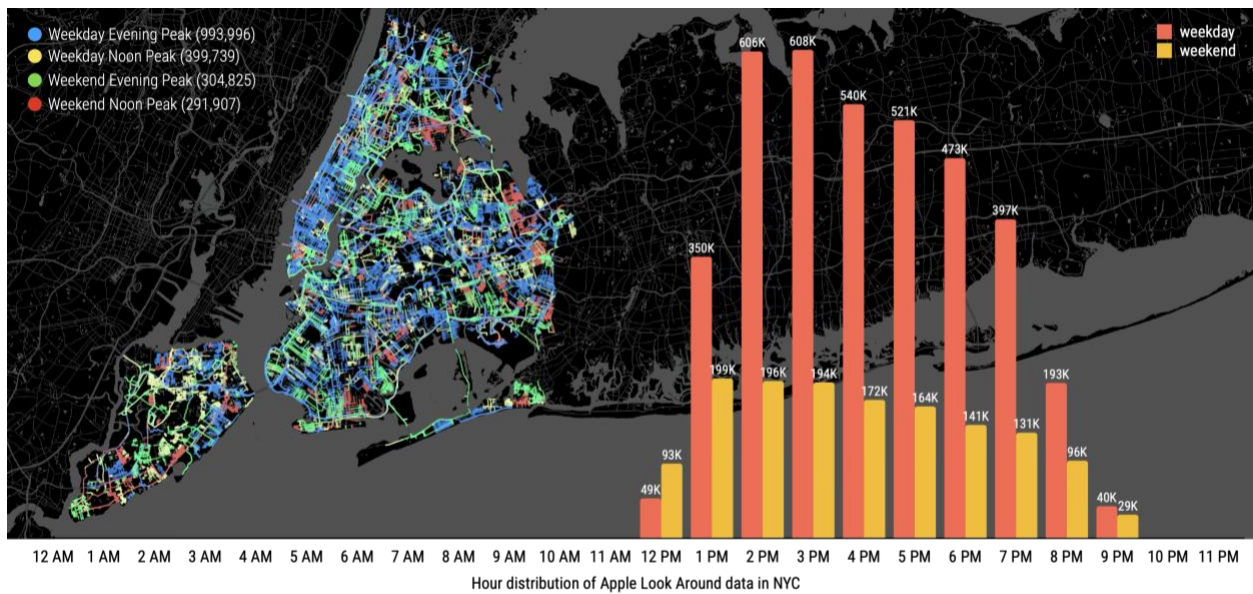 Weekday Evening Peak (993,996)
Weekday Noon Peak (399,739)
Weekend Evening Peak (304,825)
Weekend Noon Peak (291,907)
weekday
weekend
49K
93K
350K
199K
606K
196K
608K
194K
540K
172K
521K
164K
473K
141K
397K
131K
193K
96K
40K
29K
12 AM 1 AM 2 AM 3 AM 4 AM 5 AM 6 AM 7 AM 8 AM 9 AM 10 AM 11 AM 12 PM 1 PM 2 PM 3 PM 4 PM 5 PM 6 PM 7 PM 8 PM 9 PM 10 PM 11 PM
Hour distribution of Apple Look Around data in NYC